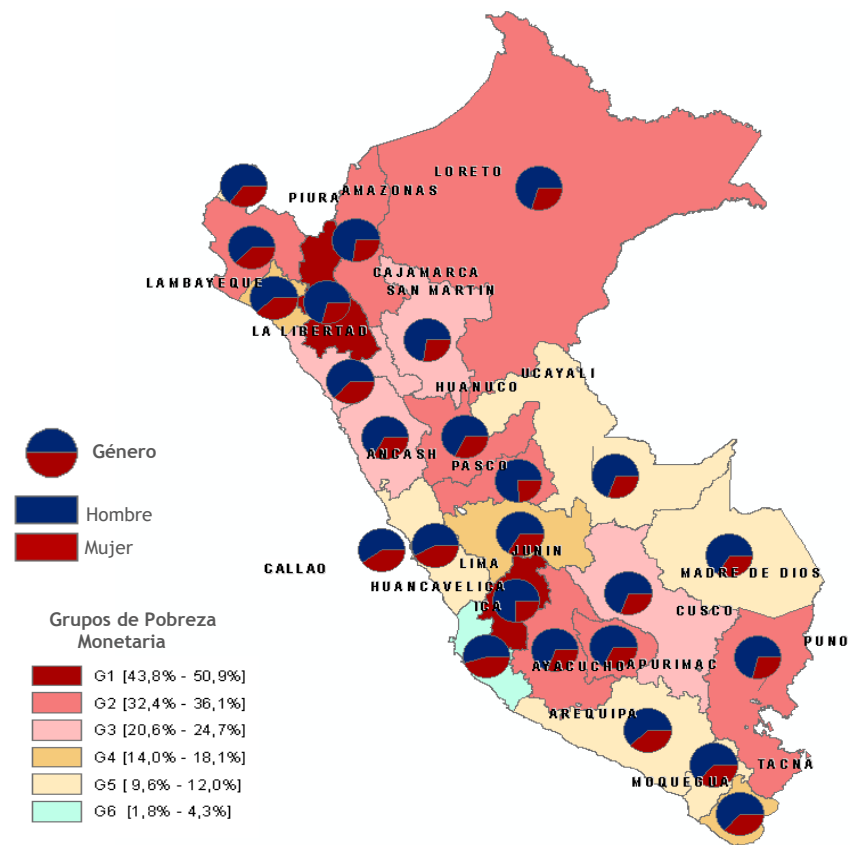 LORETO
AMAZONAS
PIURA
CAJAMARCA
LAMBAYEQUE
SAN MARTIN
LA LIBERTAD
UCAYALI
HUANUCO
ANCASH
PASCO
Género
Hombre
Mujer
JUNIN
LIMA
CALLAO
MADRE DE DIOS
HUANCAVELICA
ICA
CUSCO
Grupos de Pobreza
Monetaria
PUNO
AYACUCHO
APURIMAC
G1 [43,8% - 50,9%]
G2 [32,4% - 36,1%]
G3 [20,6% - 24,7%]
G4 [14,0% - 18,1%]
G5 [ 9,6% - 12,0%]
G6 [1,8% - 4,3%]
AREQUIPA
TACNA
MOQUEGUA